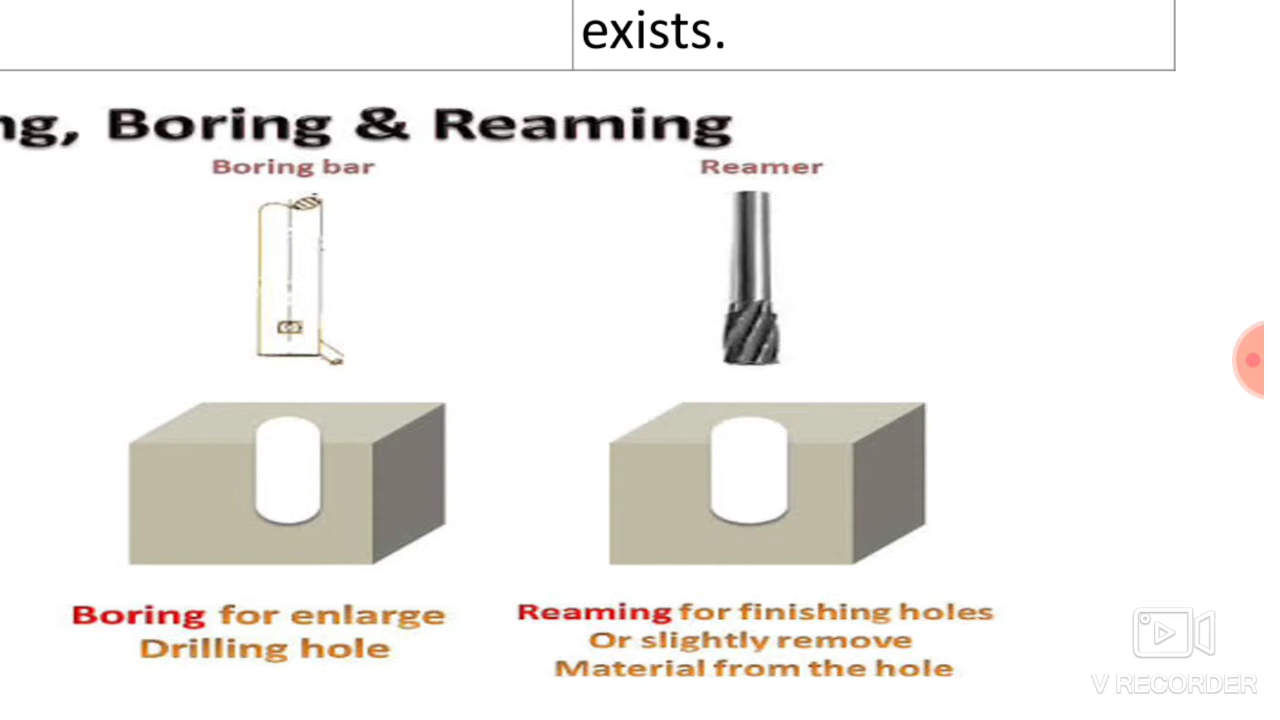 exists.
ng, Boring & Reaming
Boring bar
Reamer
Boring for enlarge
Drilling hole
Reaming for finishing holes
Or slightly remove
Material from the hole
V RECORDER